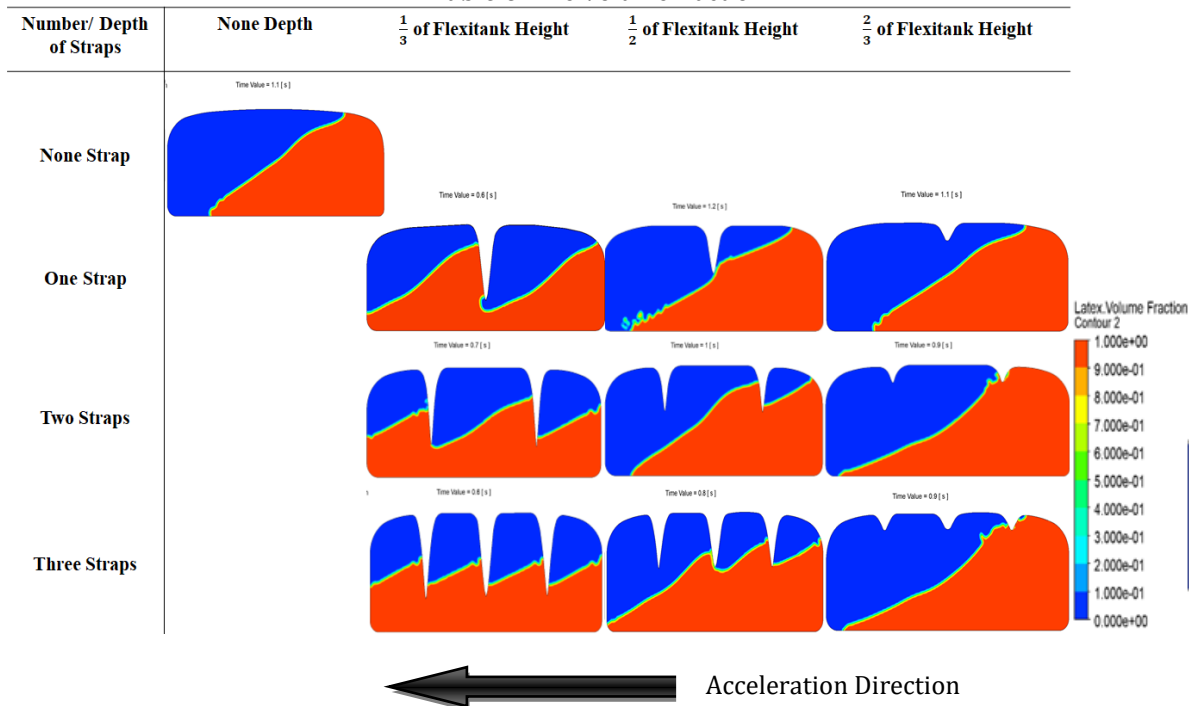 Number/ Depth of Straps
None Depth
1/3 of Flexitank Height
1/2 of Flexitank Height
2/3 of Flexitank Height
Time Value = 1.1 [ s ]
None Strap
Time Value = 0.6 [ s ]
Time Value = 1.2 [ s ]
Time Value = 1.1 [ s ]
One Strap
Latex.Volume Fraction
Contour 2
1.000e+00
9.000e-01
8.000e-01
7.000e-01
6.000e-01
5.000e-01
4.000e-01
3.000e-01
2.000e-01
1.000e-01
0.000e+00
Time Value = 0.7 [ s ]
Time Value = 1 [ s ]
Time Value = 0.9 [ s ]
Two Straps
Time Value = 0.8 [ s ]
Time Value = 0.8 [ s ]
Time Value = 0.9 [ s ]
Three Straps
Acceleration Direction